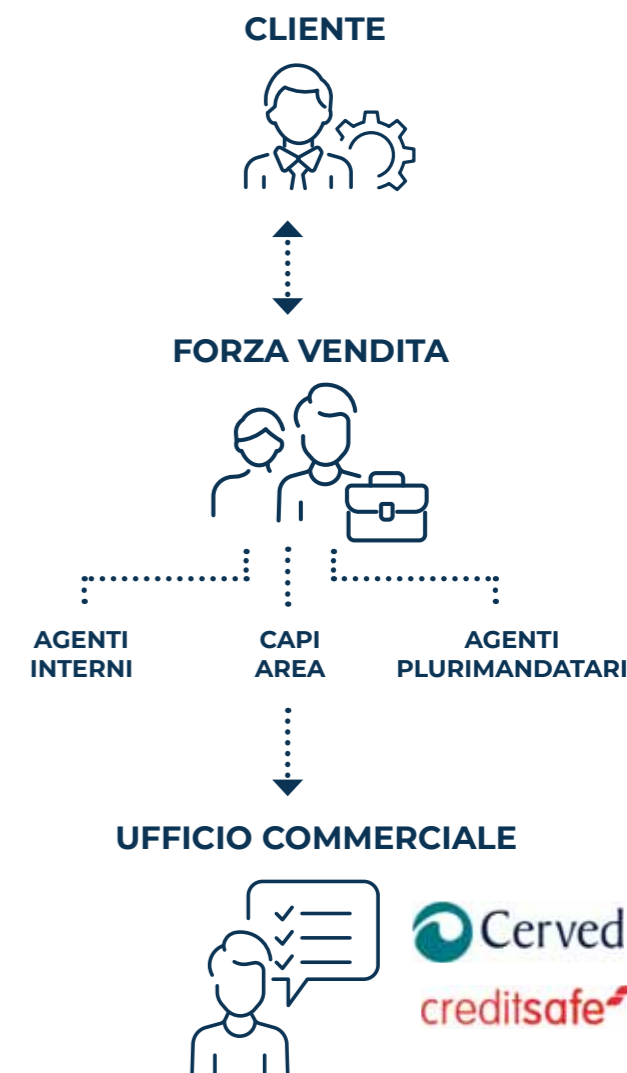 CLIENTE
FORZA VENDITA
AGENTI
INTERNI
CAPI
AREA
AGENTI
PLURIMANDATARI
UFFICIO COMMERCIALE
Cerved
creditsafe